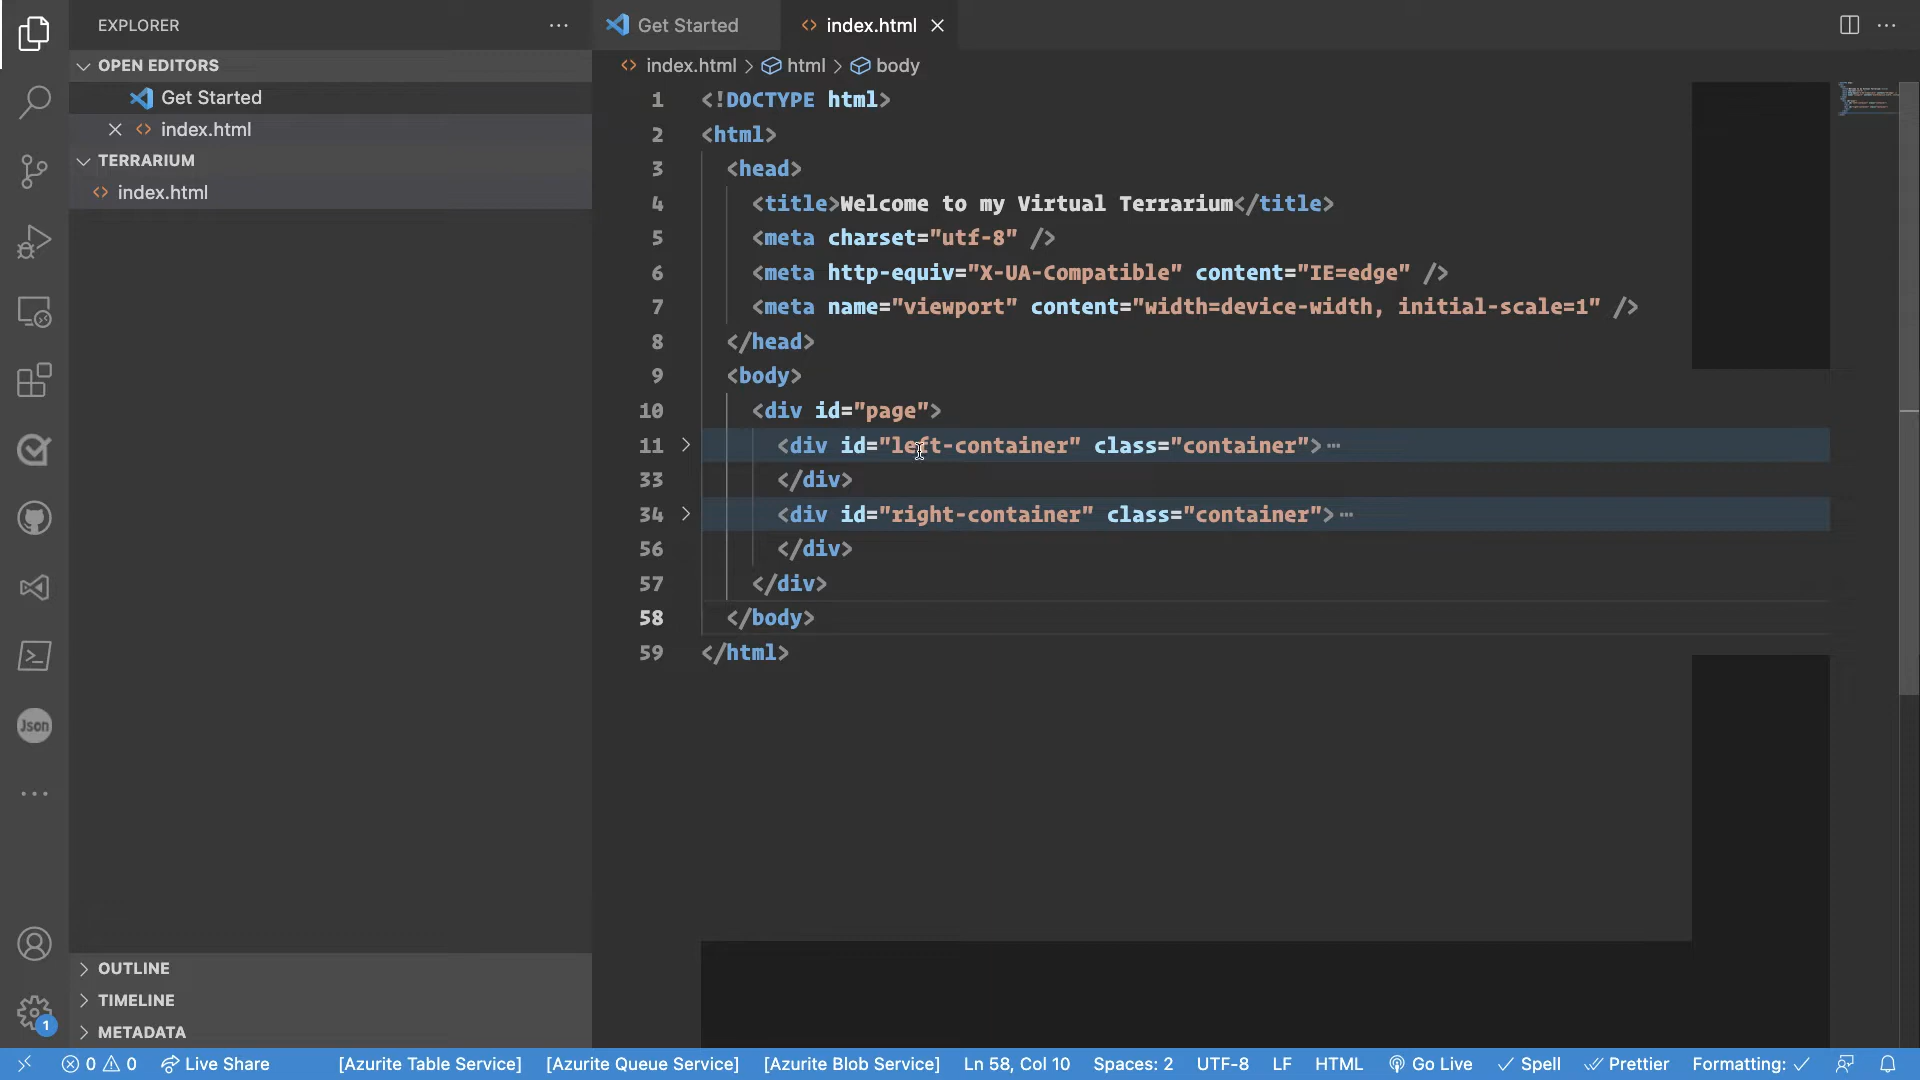 EXPLORER
OPEN EDITORS
Get Started
index.html
TERRARIUM
index.html
OUTLINE
TIMELINE
METADATA
Json
1
Get Started
index.html
index.html > html > body
1 <!DOCTYPE html>
2 <html>
3 <head>
4 <title>Welcome to my Virtual Terrarium</title>
5 <meta charset="utf-8" />
6 <meta http-equiv="X-UA-Compatible" content="IE=edge" />
7 <meta name="viewport" content="width=device-width, initial-scale=1" />
8 </head>
9 <body>
10 <div id="page">
11 <div id="left-container" class="container">…
33 </div>
34 <div id="right-container" class="container">…
56 </div>
57 </div>
58 </body>
59 </html>
0 0 Live Share [Azurite Table Service] [Azurite Queue Service] [Azurite Blob Service] Ln 58, Col 10 Spaces: 2 UTF-8 LF HTML Go Live Spell Prettier Formatting: ✓